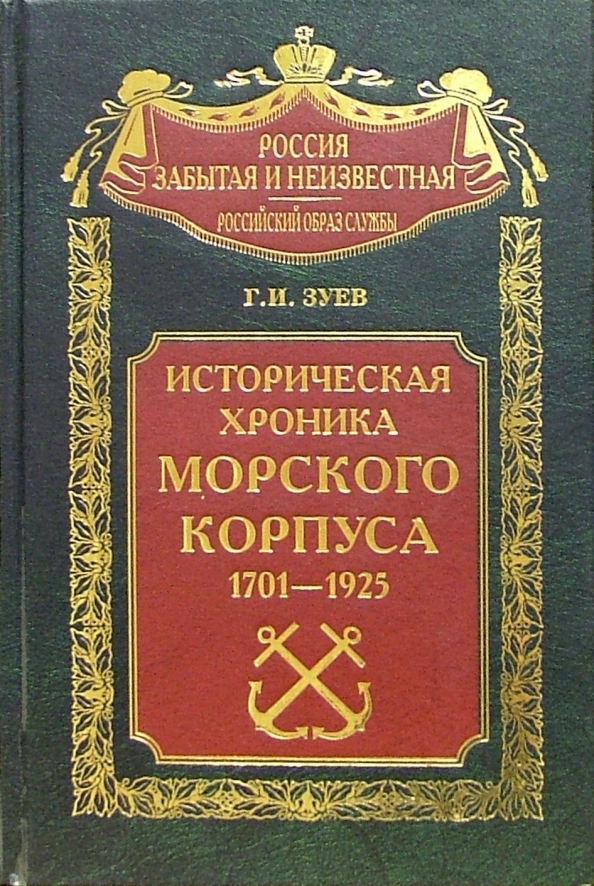 РОССИЯ
ЗАБЫТАЯ И НЕИЗВЕСТНАЯ
РОССИЙСКИЙ ОБРАЗ СЛУЖБЫ
Г.И. ЗУЕВ
ИСТОРИЧЕСКАЯ
ХРОНИКА
МОРСКОГО
КОРПУСА
1701—1925